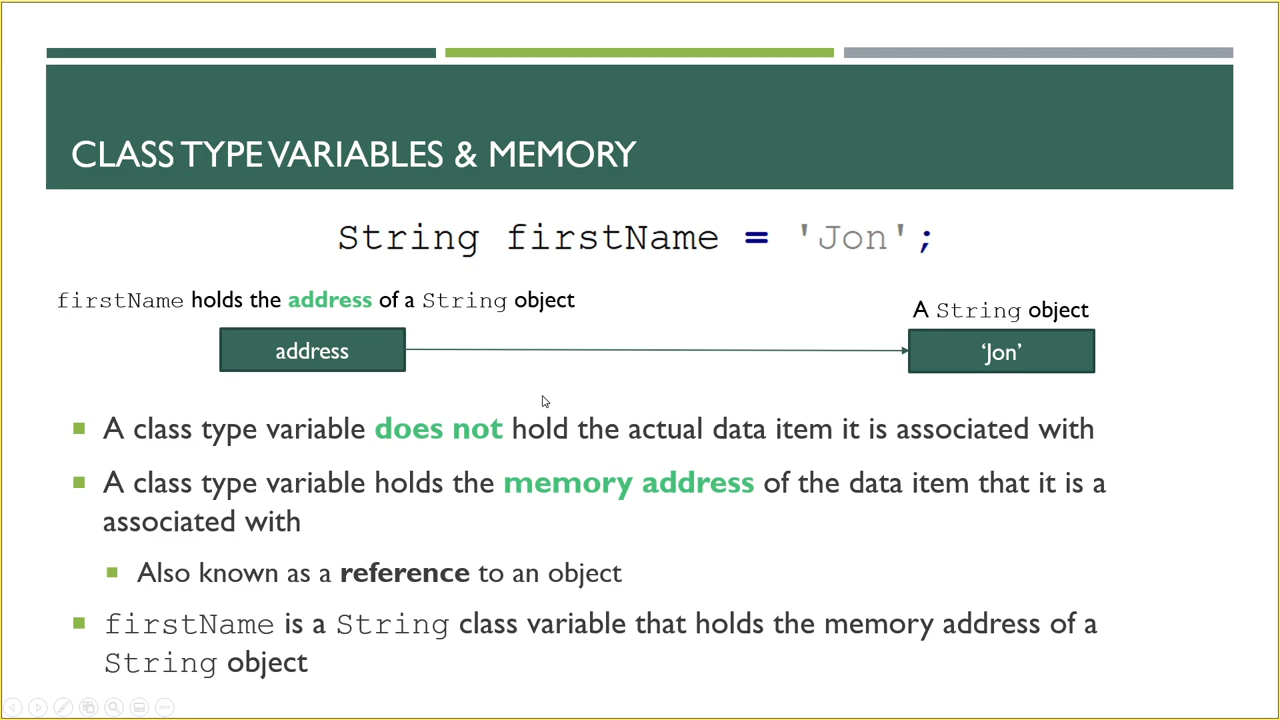 CLASS TYPE VARIABLES & MEMORY
String firstName = 'Jon';
firstName holds the address of a String object
A String object
address
‘Jon’
A class type variable does not hold the actual data item it is associated with
A class type variable holds the memory address of the data item that it is a
associated with
Also known as a reference to an object
firstName is a String class variable that holds the memory address of a
String object